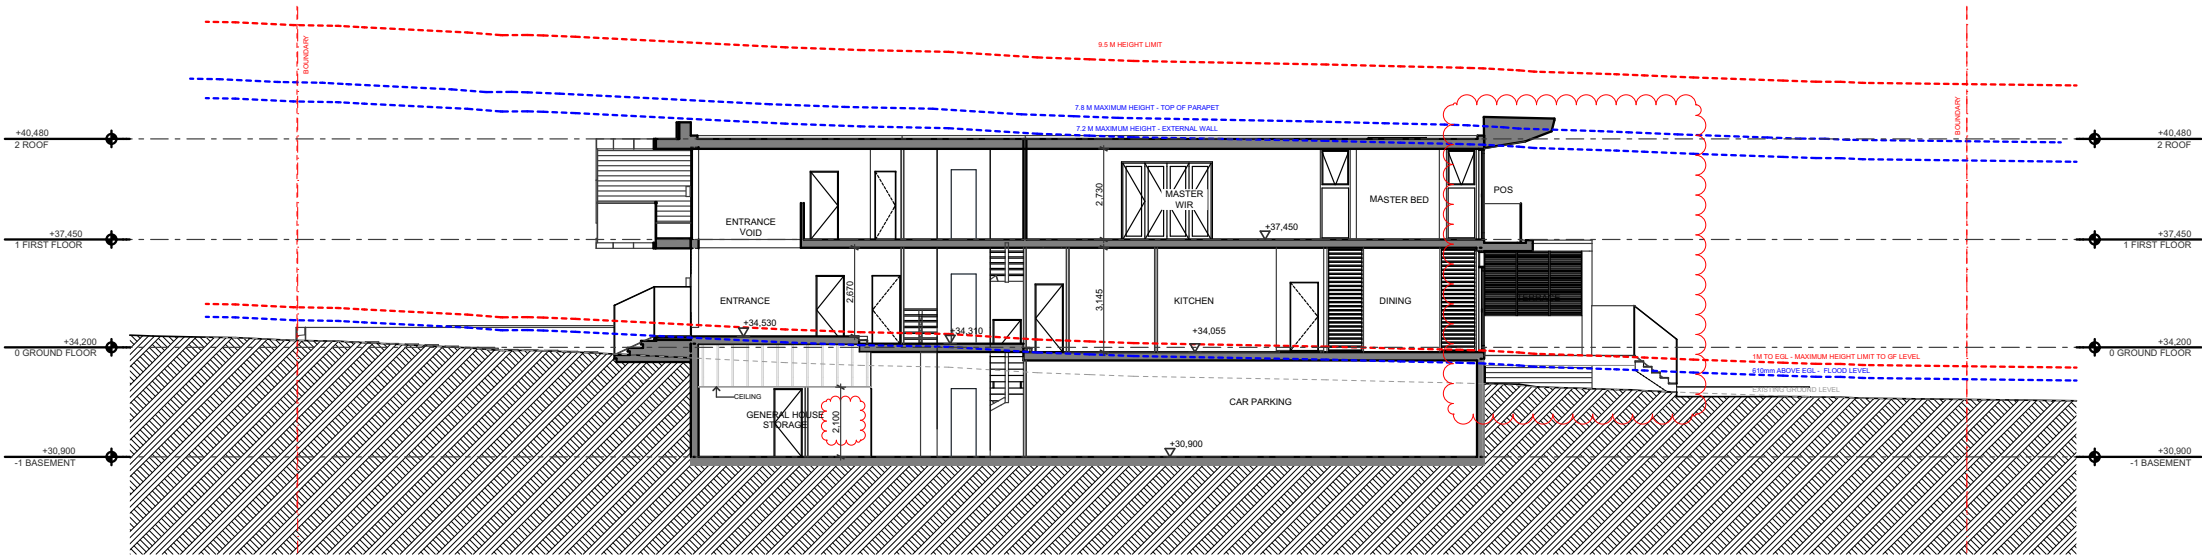 BOUNDARY
9.5 M HEIGHT LIMIT
7.8 M MAXIMUM HEIGHT - TOP OF PARAPET
7.2 M MAXIMUM HEIGHT - EXTERNAL WALL
BOUNDARY
+40,480
2 ROOF
+40,480
2 ROOF
2,730
MASTER
WIR
MASTER BED
POS
ENTRANCE
VOID
+37,450
+37,450
1 FIRST FLOOR
+37,450
1 FIRST FLOOR
ENTRANCE
2,670
3,145
KITCHEN
DINING
TERRACE
+34,530
+34,310
+34,055
+34,200
0 GROUND FLOOR
+34,200
0 GROUND FLOOR
1M TO EGL - MAXIMUM HEIGHT LIMIT TO GF LEVEL
610mm ABOVE EGL - FLOOD LEVEL
EXISTING GROUND LEVEL
CEILING
GENERAL HOUSE
STORAGE
2,100
CAR PARKING
+30,900
+30,900
-1 BASEMENT
+30,900
-1 BASEMENT